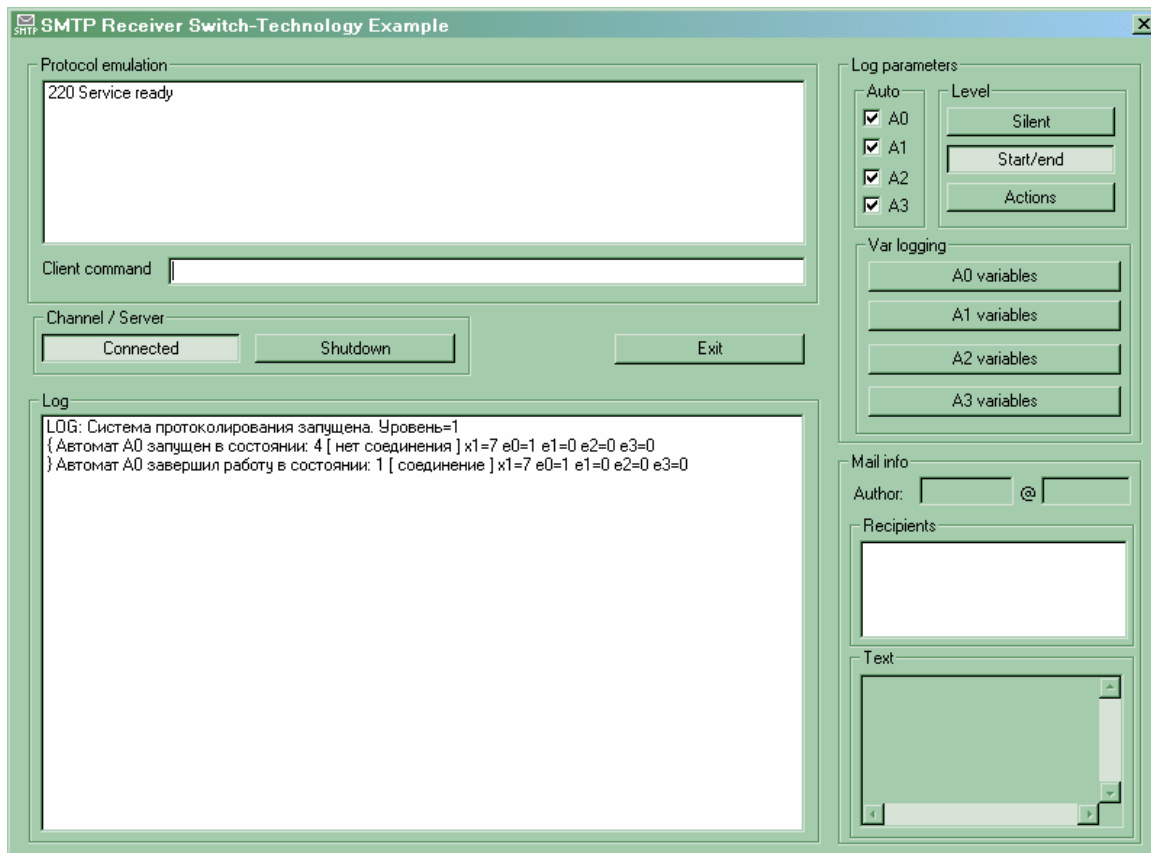 SMTP
SMTP Receiver Switch-Technology Example
Protocol emulation
220 Service ready
Client command
Channel / Server
Connected
Shutdown
Exit
Log
LOG: Система протоколирования запущена. Уровень=1
{ Автомат A0 запущен в состоянии: 4 [ нет соединения ] x1=7 e0=1 e1=0 e2=0 e3=0
} Автомат A0 завершил работу в состоянии: 1 [ соединение ] x1=7 e0=1 e1=0 e2=0 e3=0
Log parameters
Auto
A0
A1
A2
A3
Level
Silent
Start/end
Actions
Var logging
A0 variables
A1 variables
A2 variables
A3 variables
Mail info
Author: @
Recipients
Text